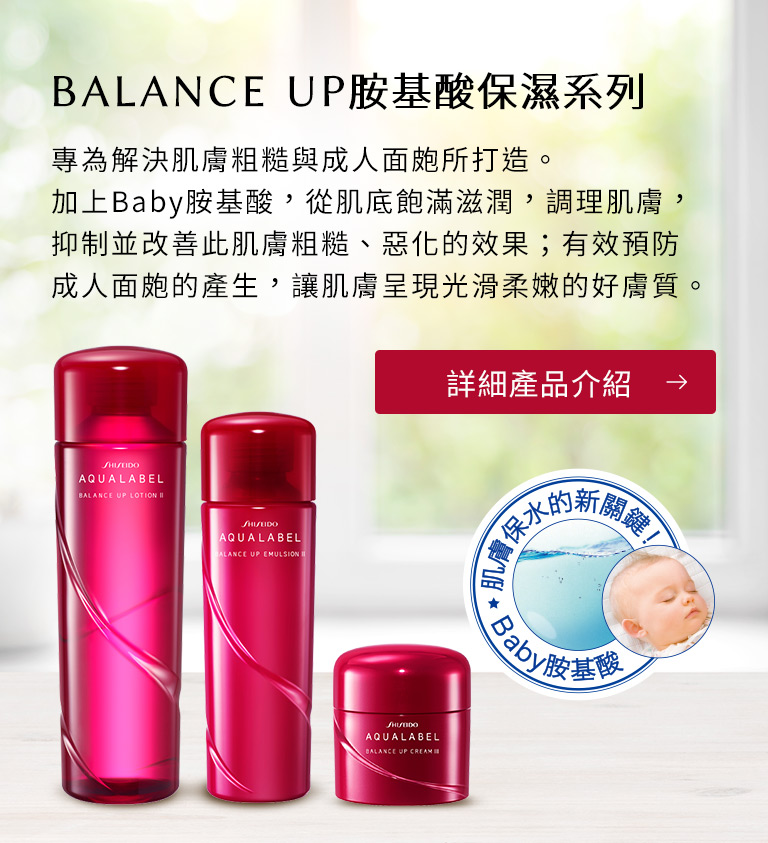 BALANCE UP胺基酸保濕系列
專為解決肌膚粗糙與成人面皰所打造。
加上Baby胺基酸，從肌底飽滿滋潤，調理肌膚，
抑制並改善此肌膚粗糙、惡化的效果；有效預防
成人面皰的產生，讓肌膚呈現光滑柔嫩的好膚質。
詳細產品介紹 →
SHISEIDO
AQUALABEL
BALANCE UP LOTION II
SHISEIDO
AQUALABEL
BALANCE UP EMULSION II
SHISEIDO
AQUALABEL
BALANCE UP CREAM III
肌膚保水的新關鍵！
★Baby胺基酸